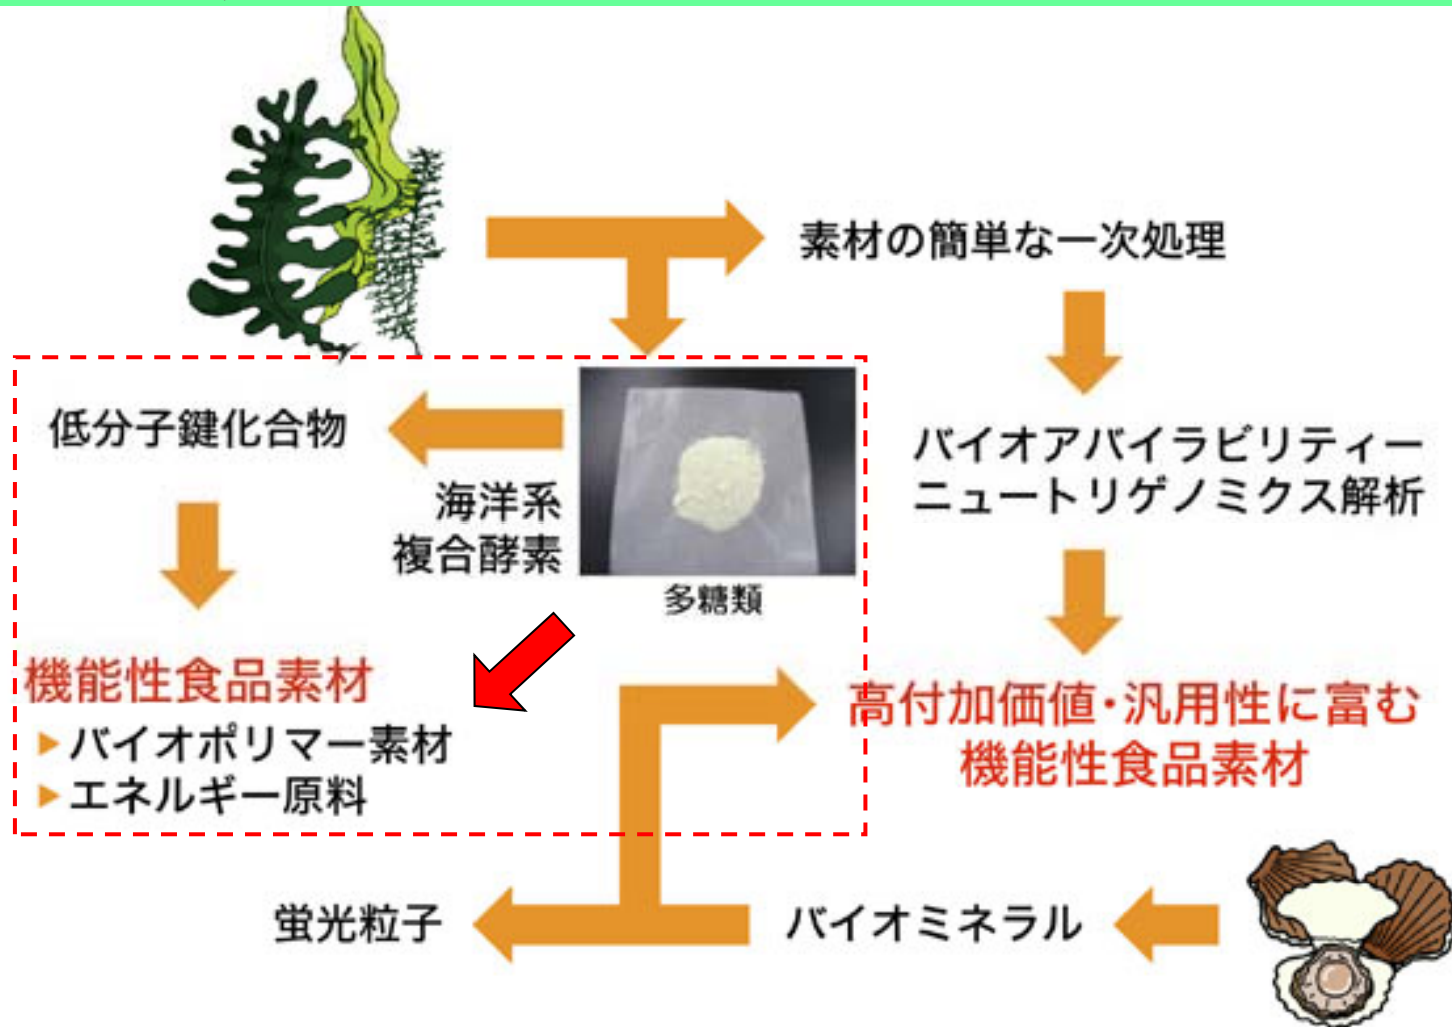 素材の簡単な一次処理
低分子鍵化合物
バイオアバイラビリティー
ニュートリゲノミクス解析
海洋系
複合酵素
多糖類
機能性食品素材
バイオポリマー素材
エネルギー原料
高付加価値・汎用性に富む
機能性食品素材
蛍光粒子
バイオミネラル